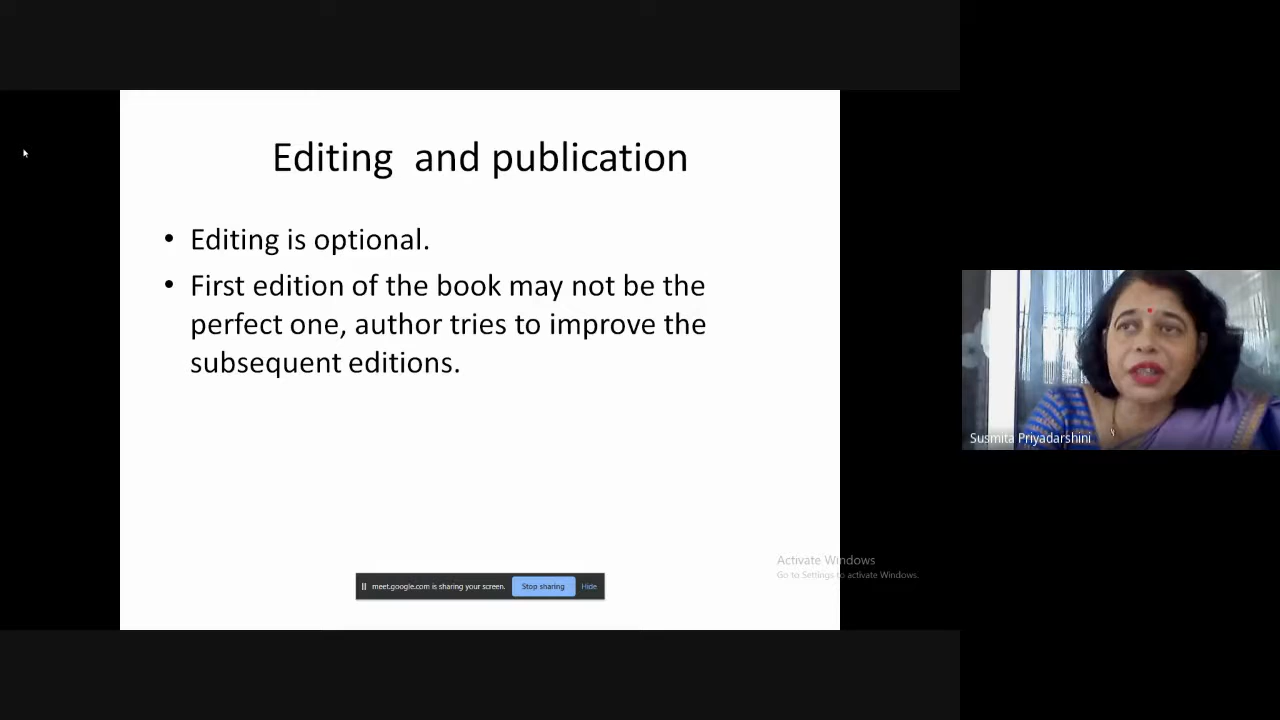 Editing  and publication
• Editing is optional.
• First edition of the book may not be the
perfect one, author tries to improve the
subsequent editions.
Susmita Priyadarshini
Activate Windows
Go to Settings to activate Windows.
meet.google.com is sharing your screen. Stop sharing Hide